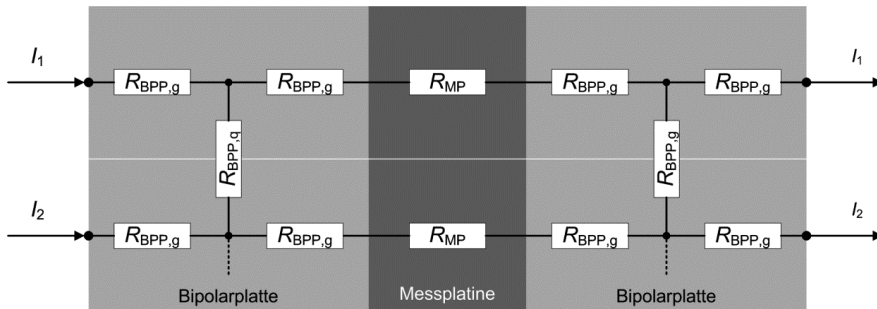 I1 RBPP,g RBPP,g RMP RBPP,g RBPP,g I1
RBPP,q RBPP,g
I2 RBPP,g RBPP,g RMP RBPP,g RBPP,g I2
Bipolarplatte Messplatine Bipolarplatte